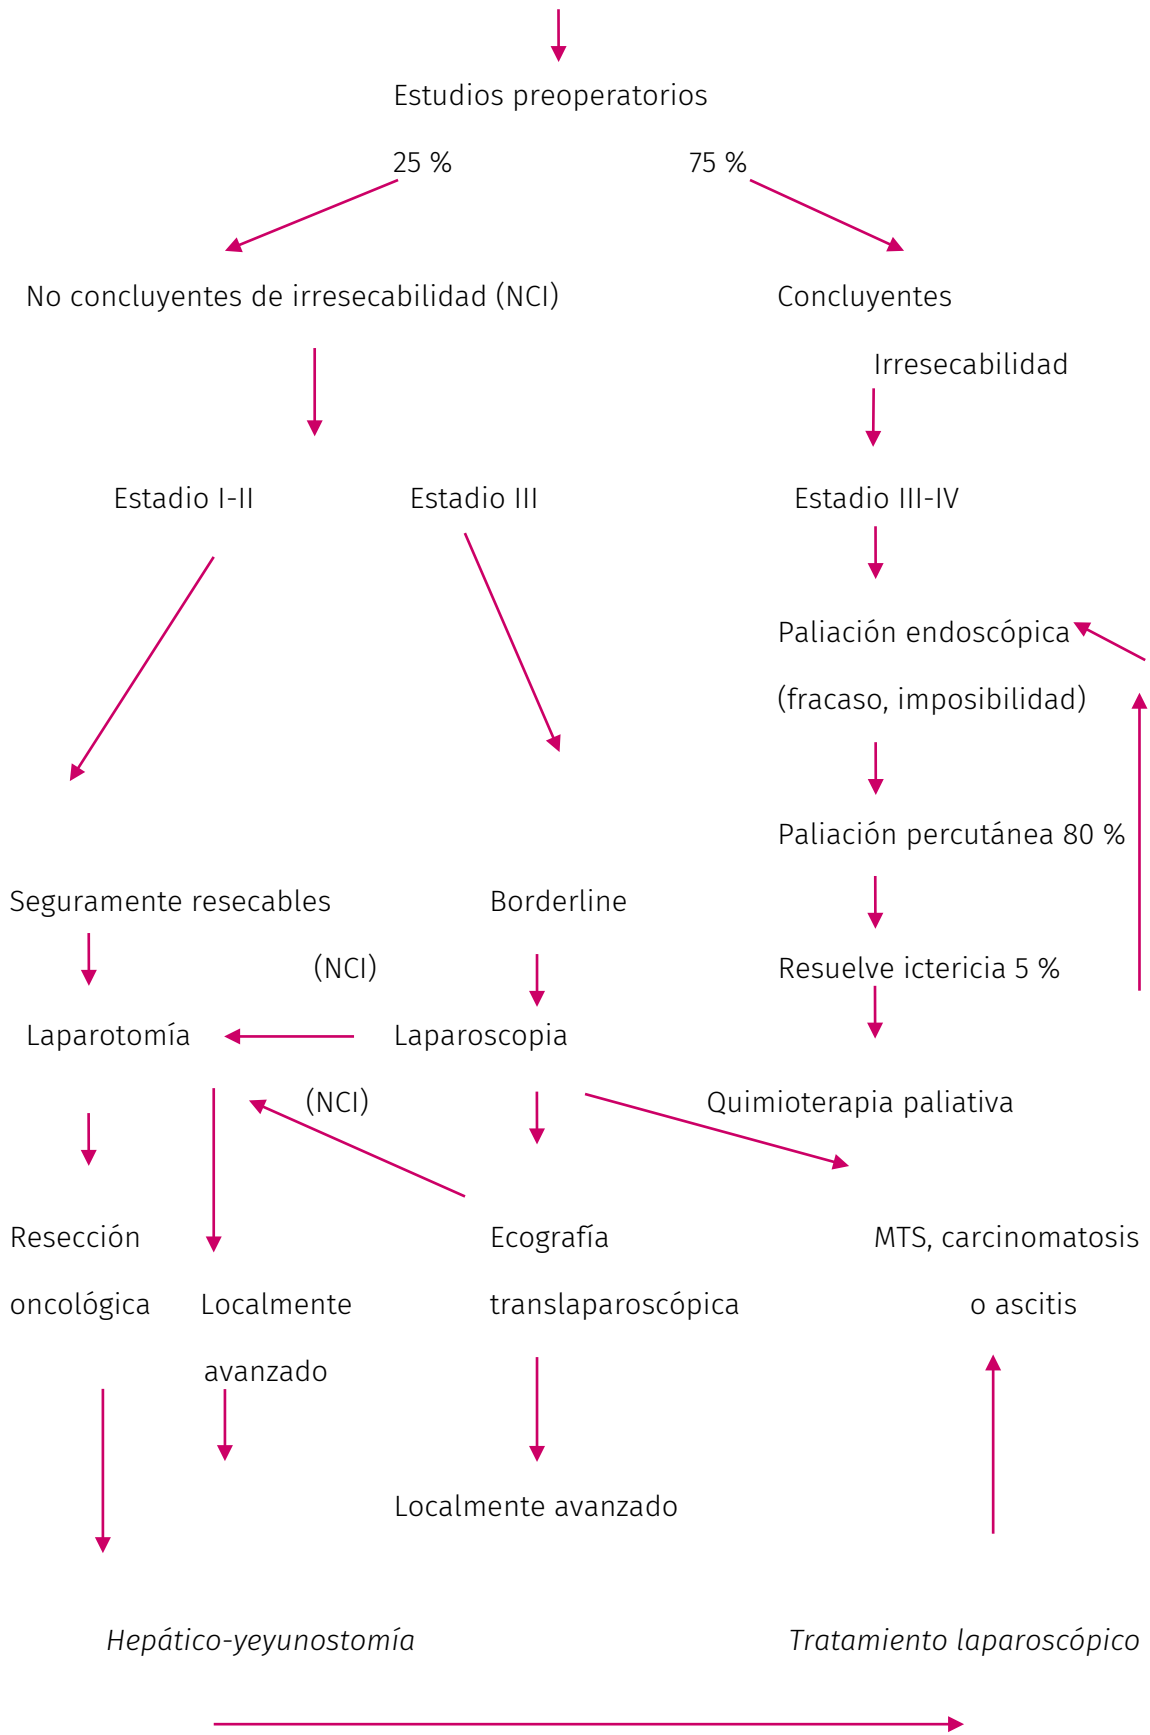 Estudios preoperatorios
25 % 75 %
No concluyentes de irresecabilidad (NCI) Concluyentes
Irresecabilidad
Estadio I-II Estadio III Estadio III-IV
Paliación endoscópica
(fracaso, imposibilidad)
Paliación percutánea 80 %
Seguramente resecables Borderline
(NCI) Resuelve ictericia 5 %
Laparotomía Laparoscopia
(NCI) Quimioterapia paliativa
Resección Ecografía MTS, carcinomatosis
oncológica Localmente translaparoscópica o ascitis
avanzado
Localmente avanzado
Hepático-yeyunostomía Tratamiento laparoscópico